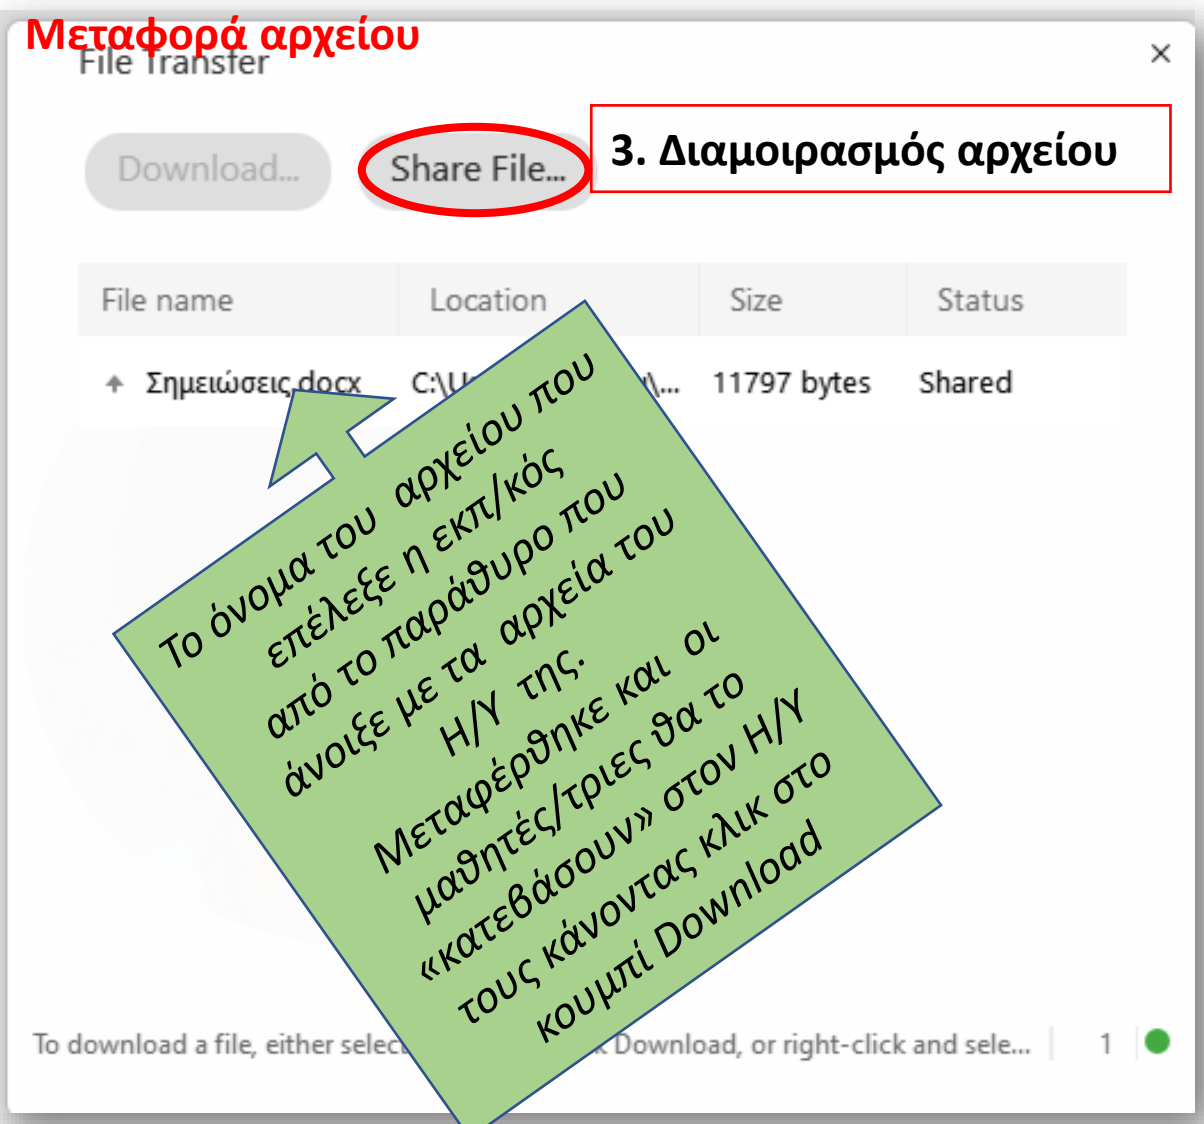 Μεταφορά αρχείου
File Transfer
Download...
Share File...
3. Διαμοιρασμός αρχείου
File name Location Size Status
Σημειώσεις.docx C:\U \... 11797 bytes Shared
Το όνομα του αρχείου που
επέλεξε η εκπ/κός
από το παράθυρο που
άνοιξε με τα αρχεία του
Η/Υ της.
Μεταφέρθηκε και οι
μαθητές/τριες θα το
«κατεβάσουν» στον Η/Υ
τους κάνοντας κλικ στο
κουμπί Download
To download a file, either selec Download, or right-click and sele... 1